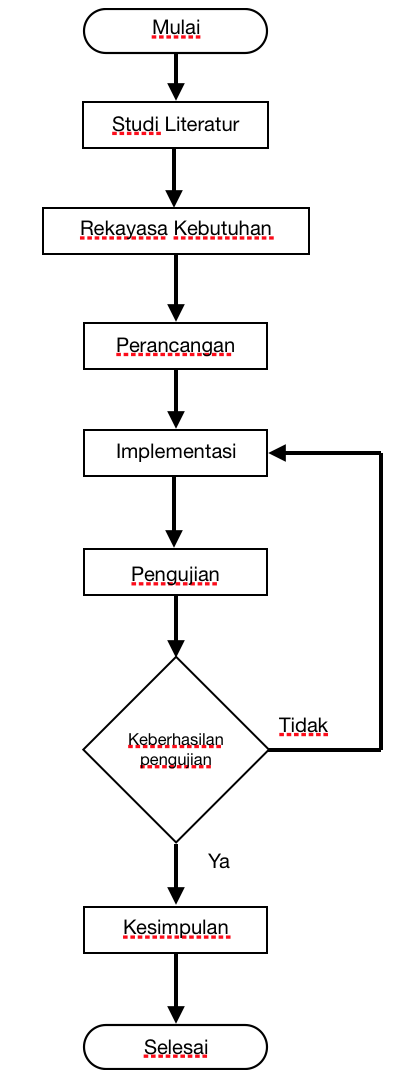 Mulai
Studi Literatur
Rekayasa Kebutuhan
Perancangan
Implementasi
Pengujian
Tidak
Keberhasilan
pengujian
Ya
Kesimpulan
Selesai